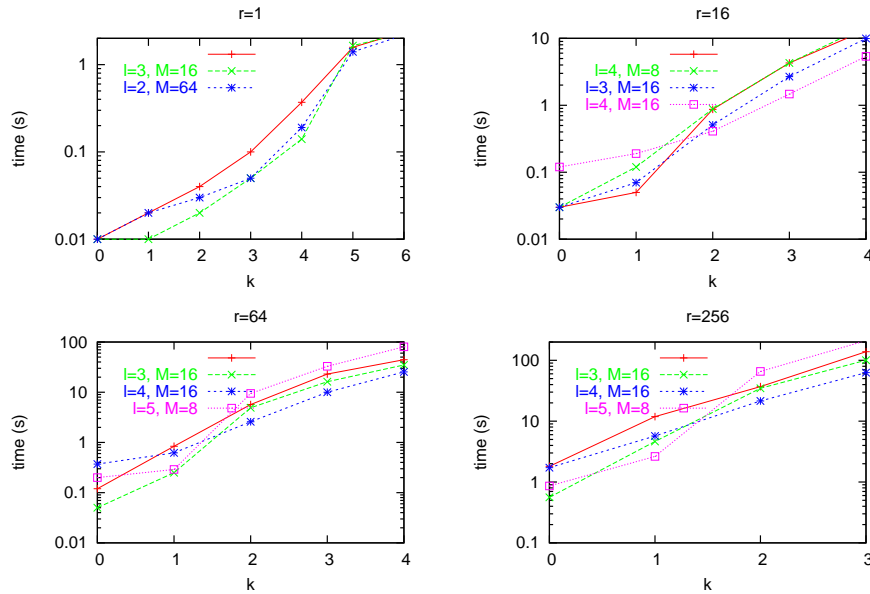 r=1
1
0.1
0.01
0 1 2 3 4 5 6
time (s)
k
l=3, M=16
l=2, M=64
r=16
10
1
0.1
0.01
0 1 2 3 4
time (s)
k
l=4, M=8
l=3, M=16
l=4, M=16
r=64
100
10
1
0.1
0.01
0 1 2 3 4
time (s)
k
l=3, M=16
l=4, M=16
l=5, M=8
r=256
100
10
1
0.1
0 1 2 3
time (s)
k
l=3, M=16
l=4, M=16
l=5, M=8